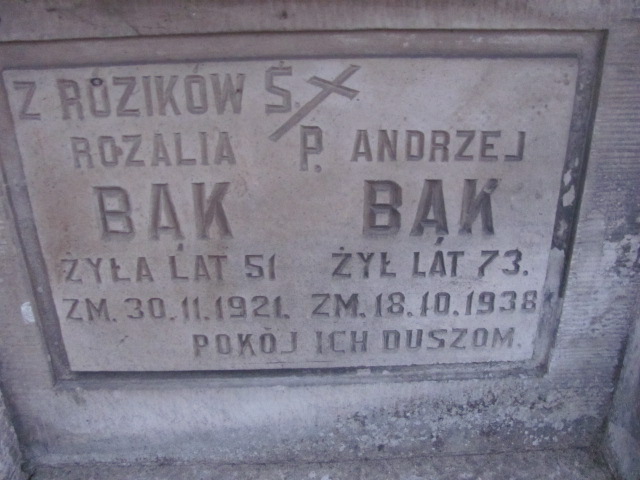 Z RÓZIKÓW Ś. P.
ROZALIA ANDRZEJ
BĄK BĄK
ŻYŁA LAT 51 ŻYŁ LAT 73.
ZM. 30.11.1921. ZM. 18.10.1938
POKÓJ ICH DUSZOM.